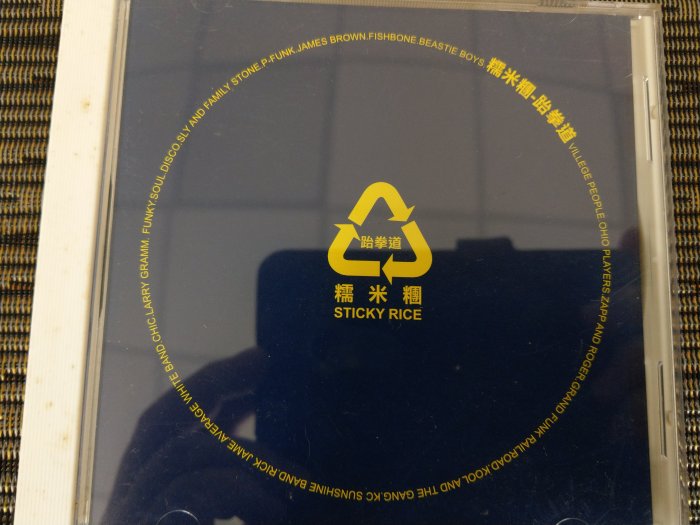 糯米糰-跆拳道 VILLEGE PEOPLE OHIO PLAYERS.ZAPP AND ROGER.GRAND FUNK RAILROAD.KOOL AND THE GANG.KC SUNSHINE BAND.RICK JAME.AVERAGE WHITE BAND.CHIC.LARRY GRAMM. FUNKY.SOUL.DISCO.SLY AND FAMILY STONE.P-FUNK.JAMES BROWN.FISHBONE.BEASTIE BOYS.
跆拳道
糯米糰
STICKY RICE